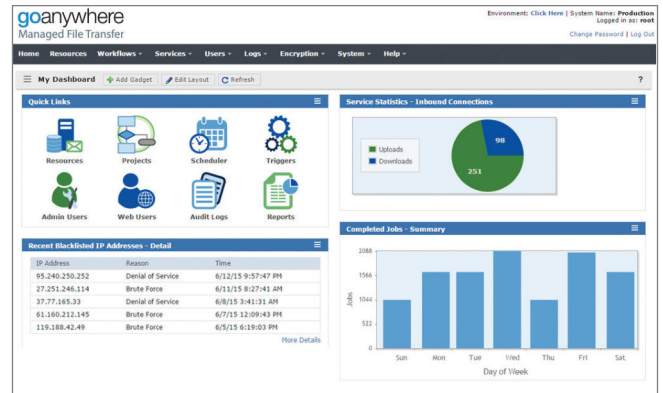 goanywhere
Managed File Transfer
Environment: Click Here | System Name: Production
Logged in as: root
Change Password | Log Out
Home Resources Workflows Services Users Logs Encryption System Help
My Dashboard Add Gadget Edit Layout Refresh ?
Quick Links
Resources Projects Scheduler Triggers
Admin Users Web Users Audit Logs Reports
Recent Blacklisted IP Addresses - Detail
IP Address Reason Time
95.240.250.252 Denial of Service 6/12/15 9:57:47 PM
27.251.246.114 Brute Force 6/11/15 8:27:41 AM
37.77.165.33 Denial of Service 6/8/15 3:41:31 AM
61.160.212.145 Brute Force 6/7/15 12:09:43 PM
119.188.42.49 Brute Force 6/5/15 6:19:03 PM
More Details
Service Statistics - Inbound Connections
Uploads
Downloads
98
251
Completed Jobs - Summary
2088
1566
1044
522
0
Jobs
Sun Mon Tue Wed Thu Fri Sat
Day of Week